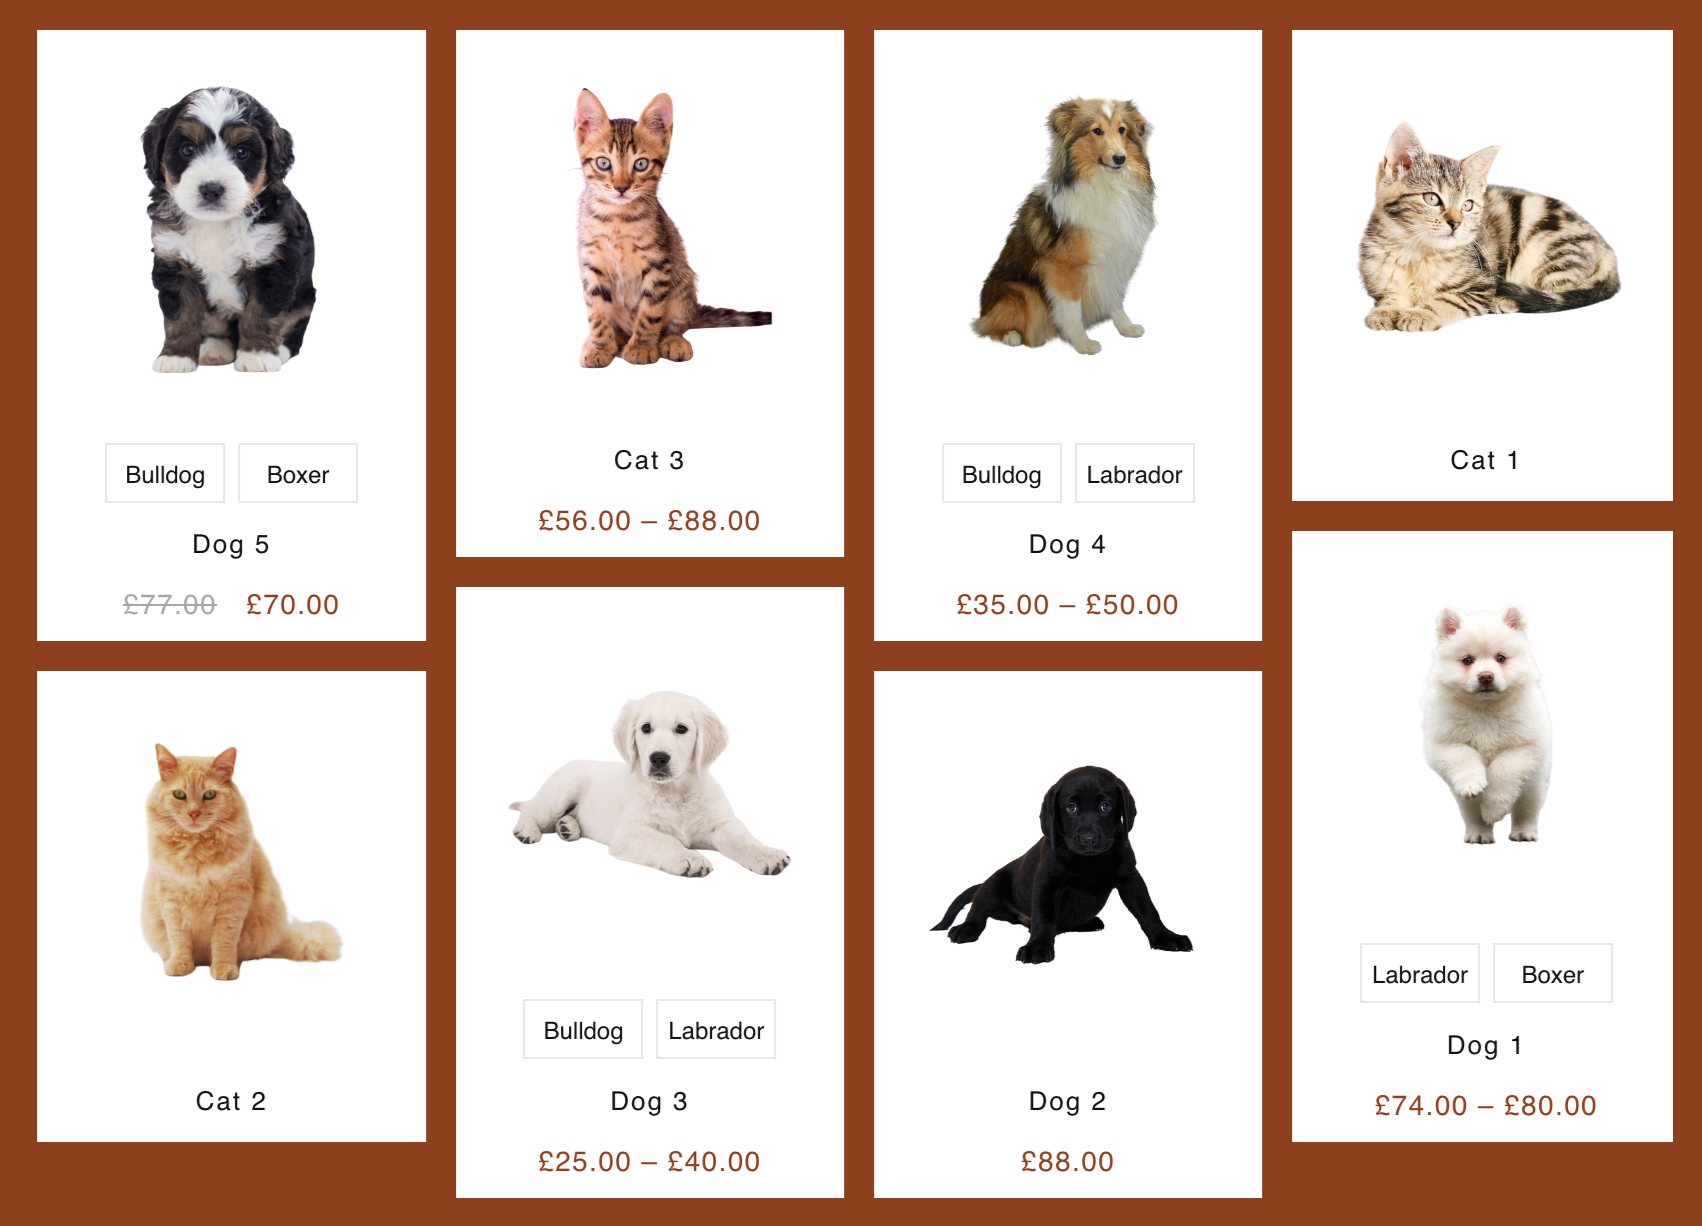 Bulldog Boxer
Dog 5
£77.00 £70.00
Cat 3
£56.00 – £88.00
Bulldog Labrador
Dog 4
£35.00 – £50.00
Cat 1
Cat 2
Bulldog Labrador
Dog 3
£25.00 – £40.00
Dog 2
£88.00
Labrador Boxer
Dog 1
£74.00 – £80.00